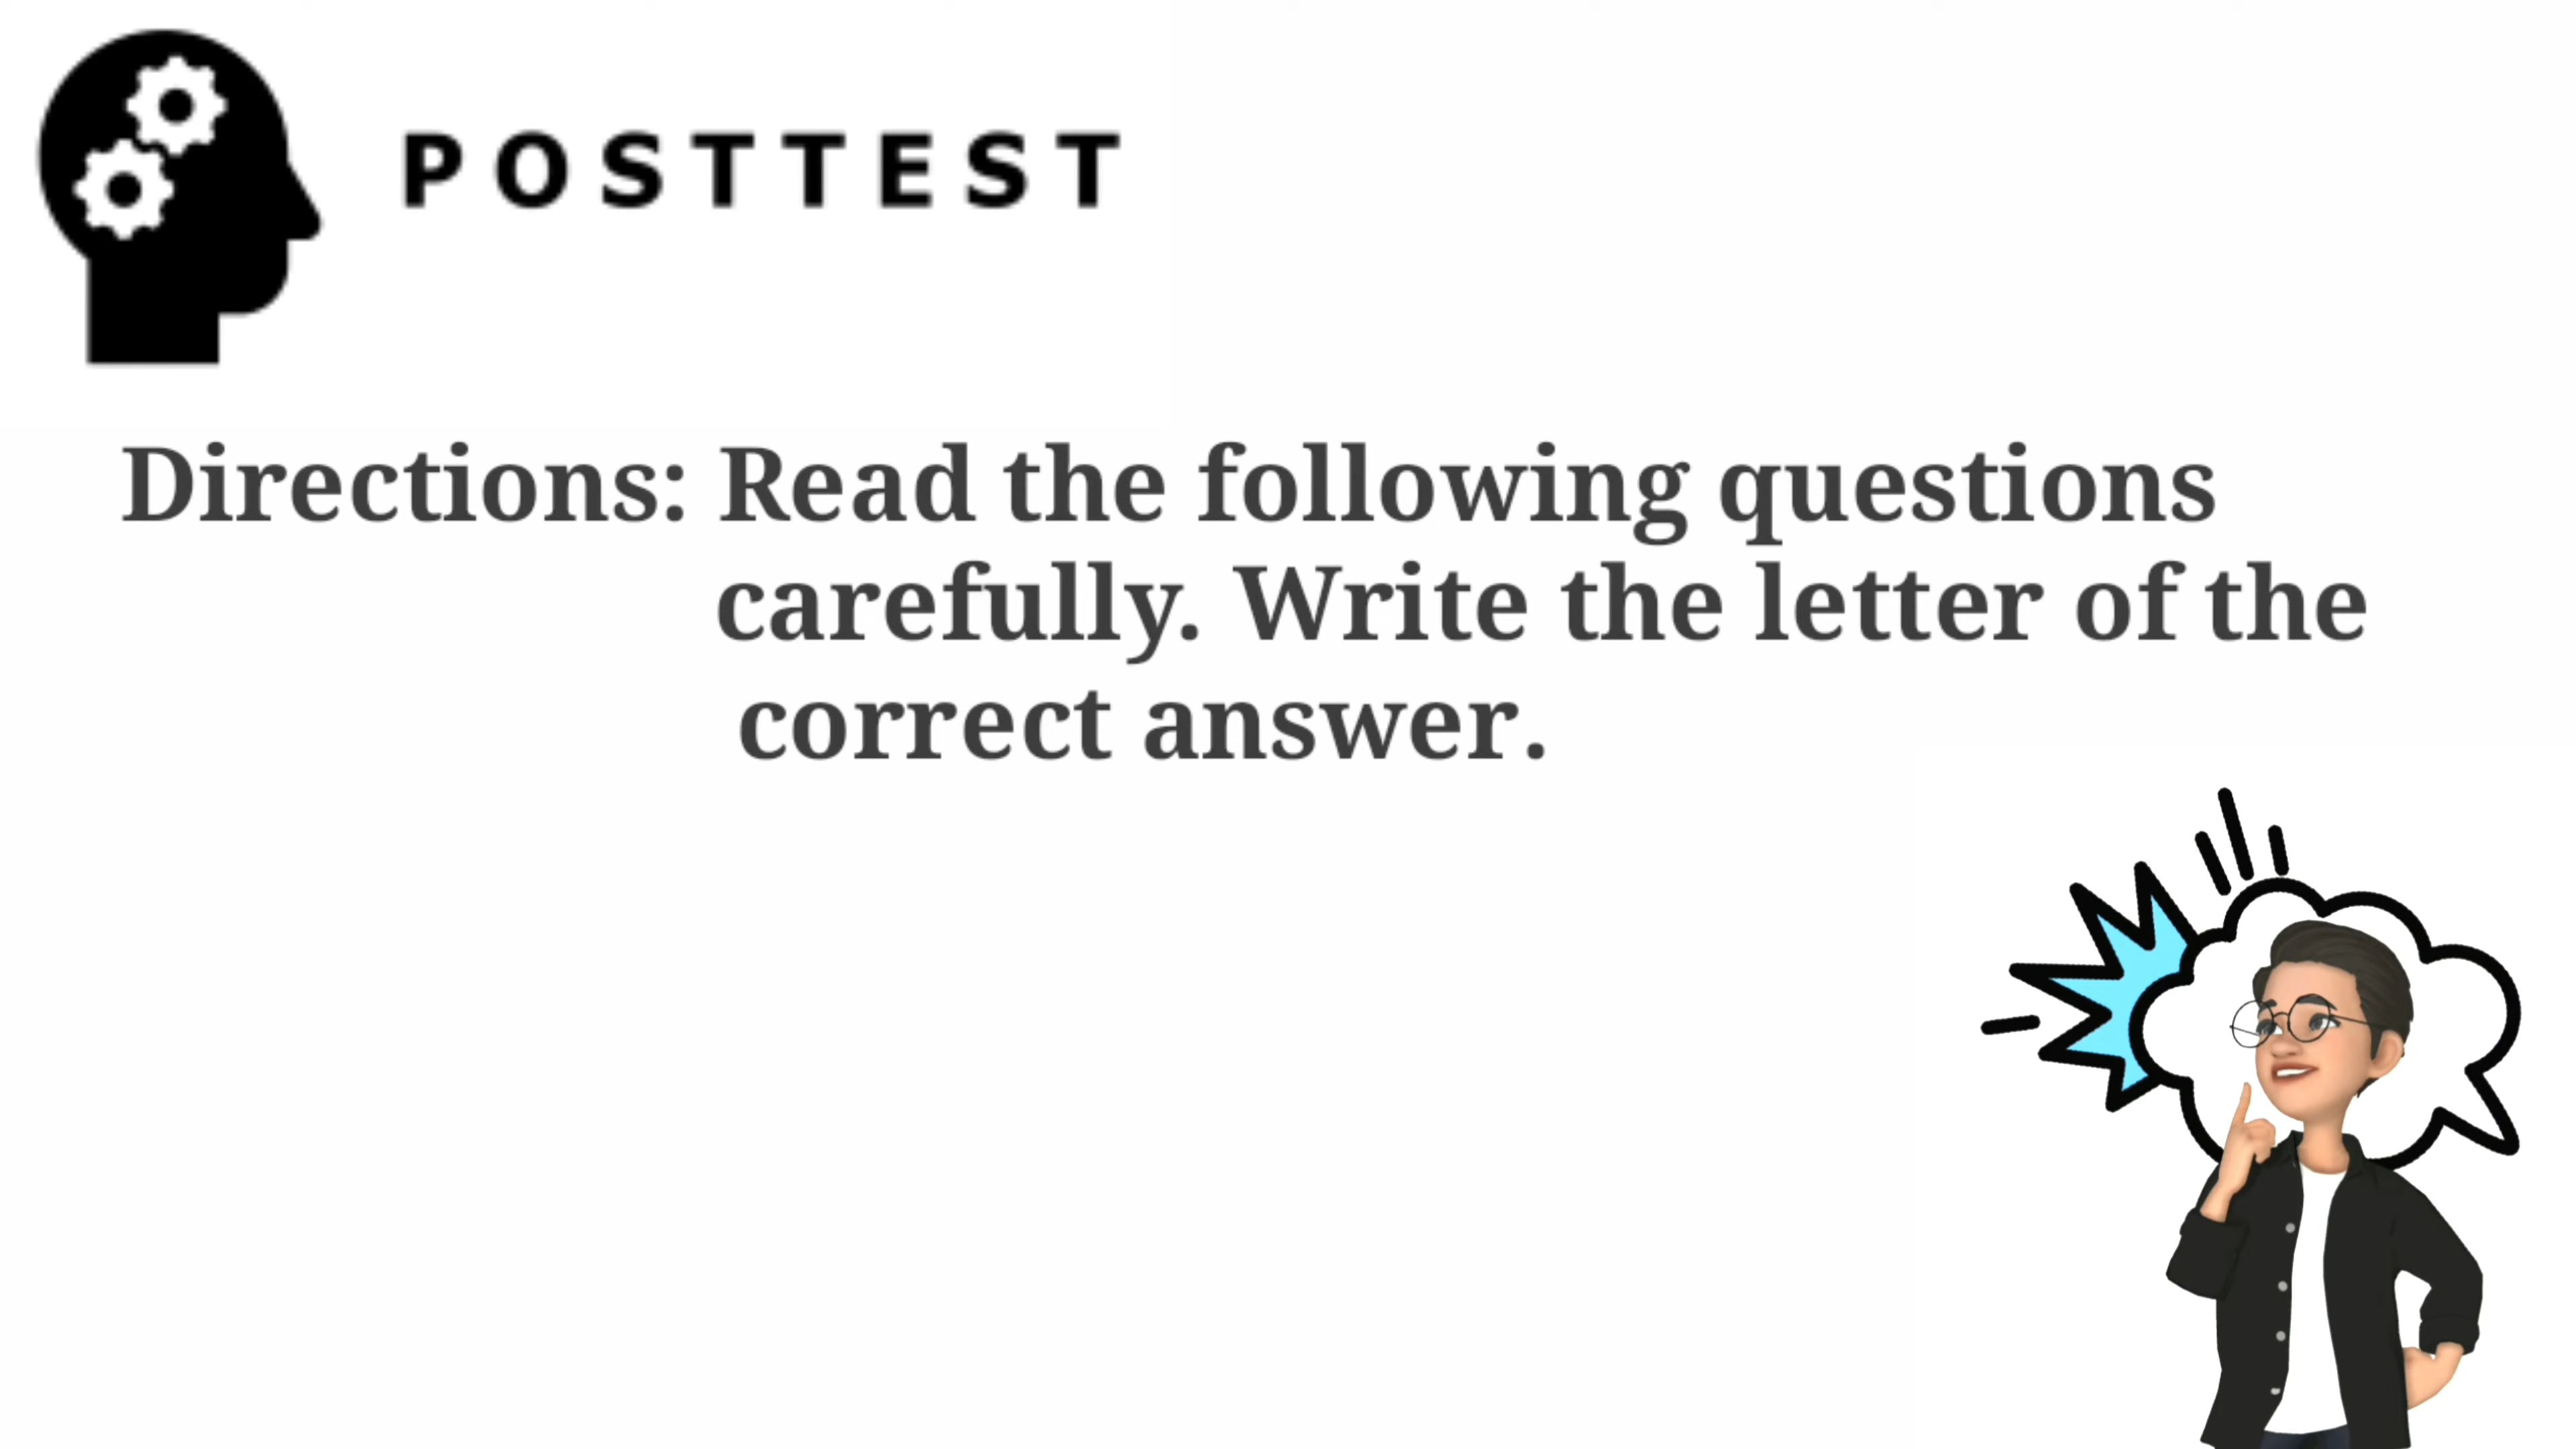 POSTTEST
Directions: Read the following questions
carefully. Write the letter of the
correct answer.